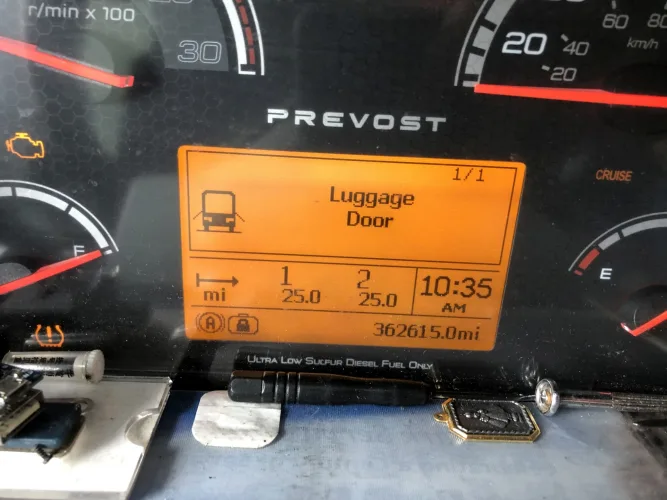 r/min x 100
30
20
40
20
60
80
km/h
PREVOST
1/1
Luggage
Door
CRUISE
F
E
mi
1
25.0
2
25.0
10:35
AM
A
362615.0mi
ULTRA LOW SULFUR DIESEL FUEL ONLY